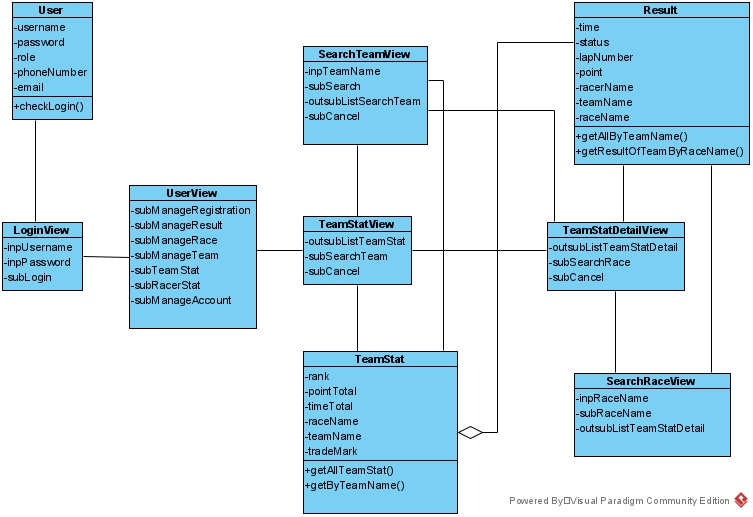 User
-username
-password
-role
-phoneNumber
-email
+checkLogin()
SearchTeamView
-inpTeamName
-subSearch
-outsubListSearchTeam
-subCancel
Result
-time
-status
-lapNumber
-point
-racerName
-teamName
-raceName
+getAllByTeamName()
+getResultOfTeamByRaceName()
LoginView
-inpUsername
-inpPassword
-subLogin
UserView
-subManageRegistration
-subManageResult
-subManageRace
-subManageTeam
-subTeamStat
-subRacerStat
-subManageAccount
TeamStatView
-outsubListTeamStat
-subSearchTeam
-subCancel
TeamStatDetailView
-outsubListTeamStatDetail
-subSearchRace
-subCancel
TeamStat
-rank
-pointTotal
-timeTotal
-raceName
-teamName
-tradeMark
+getAllTeamStat()
+getByTeamName()
SearchRaceView
-inpRaceName
-subRaceName
-outsubListTeamStatDetail
Powered By□Visual Paradigm Community Edition